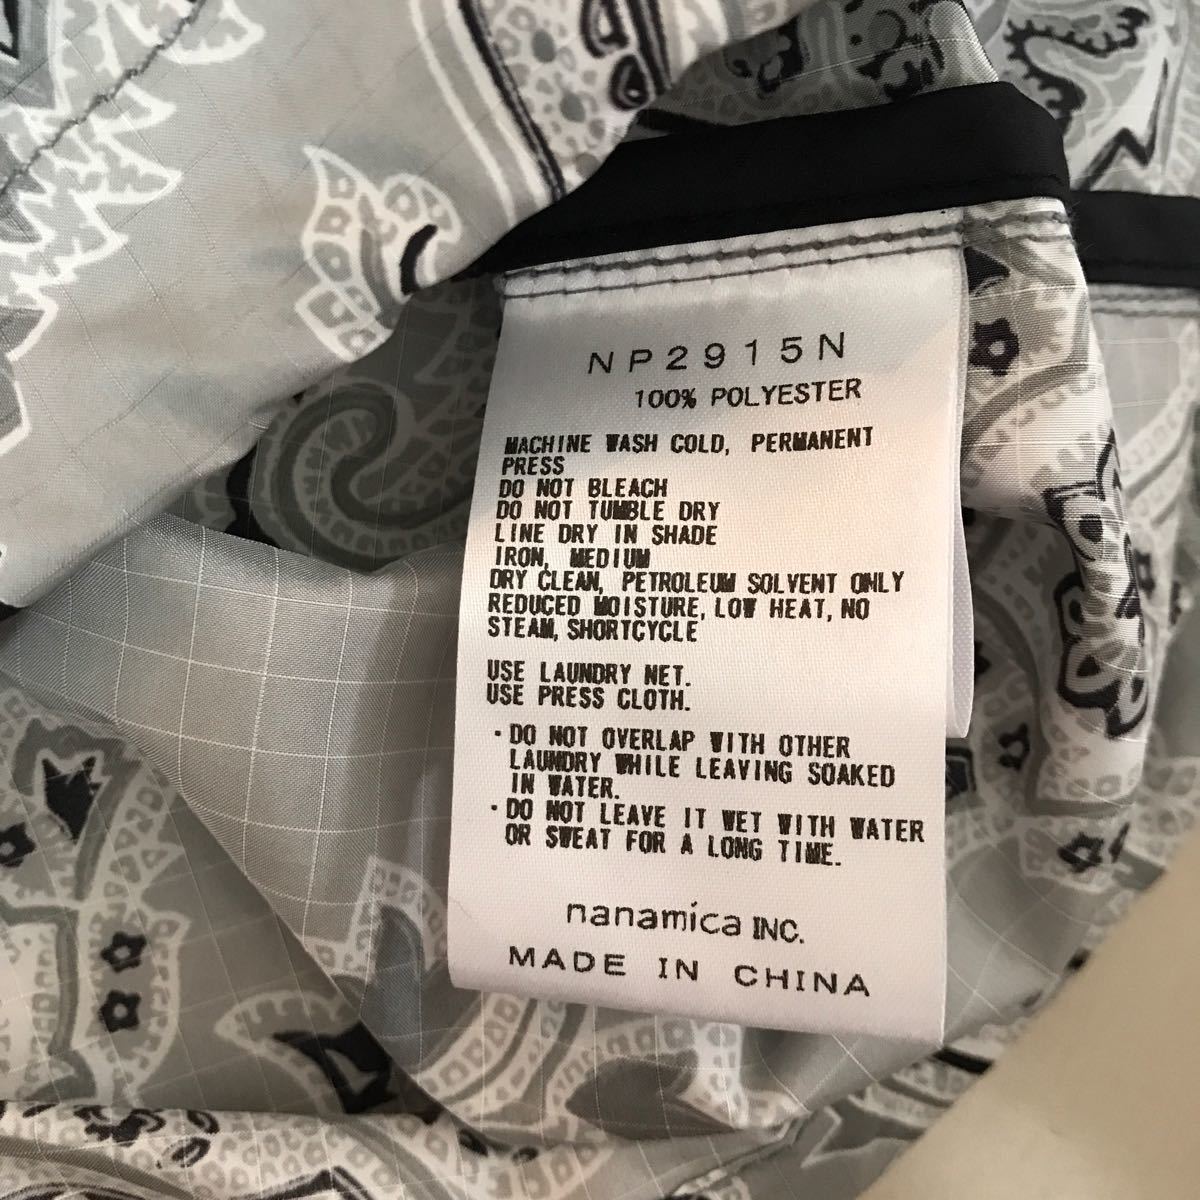 NP2915N
100% POLYESTER
MACHINE WASH COLD, PERMANENT
PRESS
DO NOT BLEACH
DO NOT TUMBLE DRY
LINE DRY IN SHADE
IRON, MEDIUM
DRY CLEAN, PETROLEUM SOLVENT ONLY
REDUCED MOISTURE, LOW HEAT, NO
STEAM, SHORTCYCLE
USE LAUNDRY NET.
USE PRESS CLOTH.
・DO NOT OVERLAP WITH OTHER
LAUNDRY WHILE LEAVING SOAKED
IN WATER.
・DO NOT LEAVE IT WET WITH WATER
OR SWEAT FOR A LONG TIME.
nanamica INC.
MADE IN CHINA